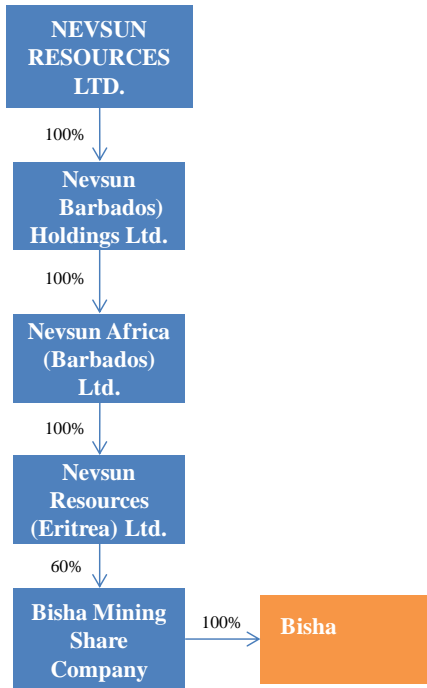 NEVSUN
RESOURCES
LTD.
100%
Nevsun
Barbados)
Holdings Ltd.
100%
Nevsun Africa
(Barbados)
Ltd.
100%
Nevsun
Resources
(Eritrea) Ltd.
60%
Bisha Mining
Share
Company
100%
Bisha